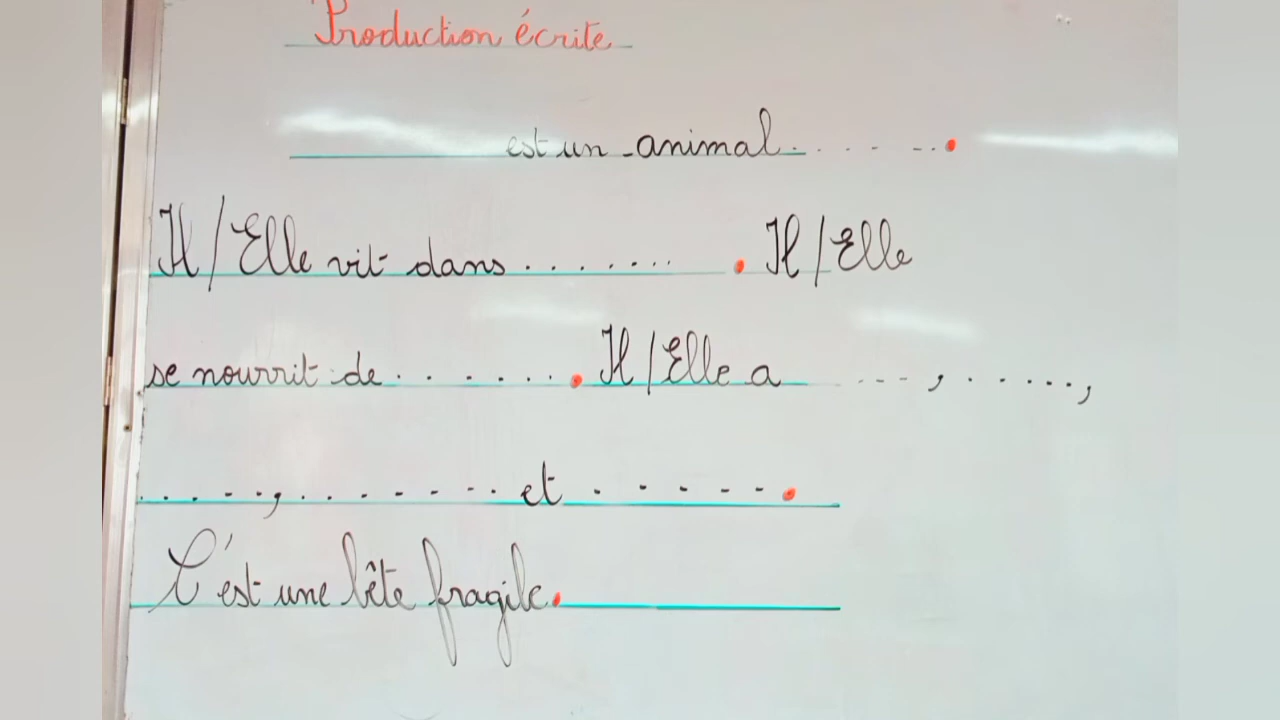 Production écrite
est un animal . . . . . . .
Il / Elle vit dans . . . . . . . . . Il / Elle
se nourrit de . . . . . . . . Il / Elle a . . . . , . . . . . ,
. . . . . , . . . . . . . . et . . . . . . .
C'est une bête fragile.